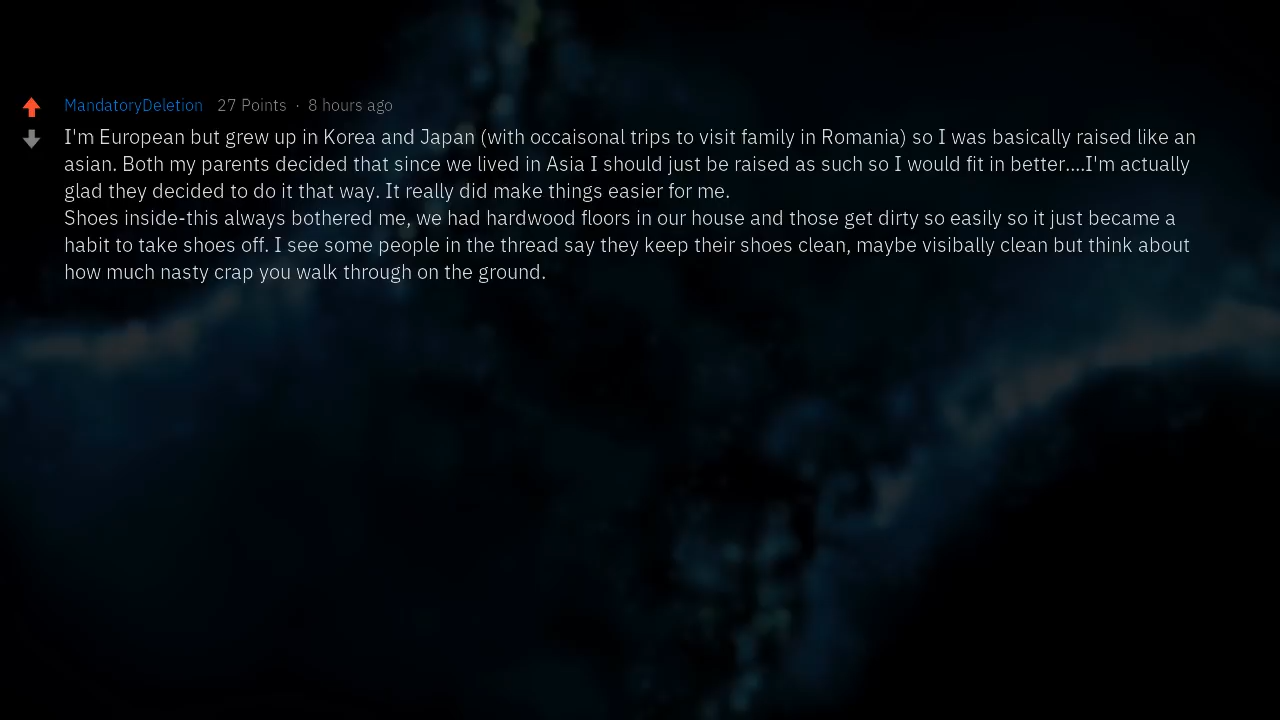 MandatoryDeletion 27 Points · 8 hours ago
I'm European but grew up in Korea and Japan (with occaisonal trips to visit family in Romania) so I was basically raised like an
asian. Both my parents decided that since we lived in Asia I should just be raised as such so I would fit in better....I'm actually
glad they decided to do it that way. It really did make things easier for me.
Shoes inside-this always bothered me, we had hardwood floors in our house and those get dirty so easily so it just became a
habit to take shoes off. I see some people in the thread say they keep their shoes clean, maybe visibally clean but think about
how much nasty crap you walk through on the ground.